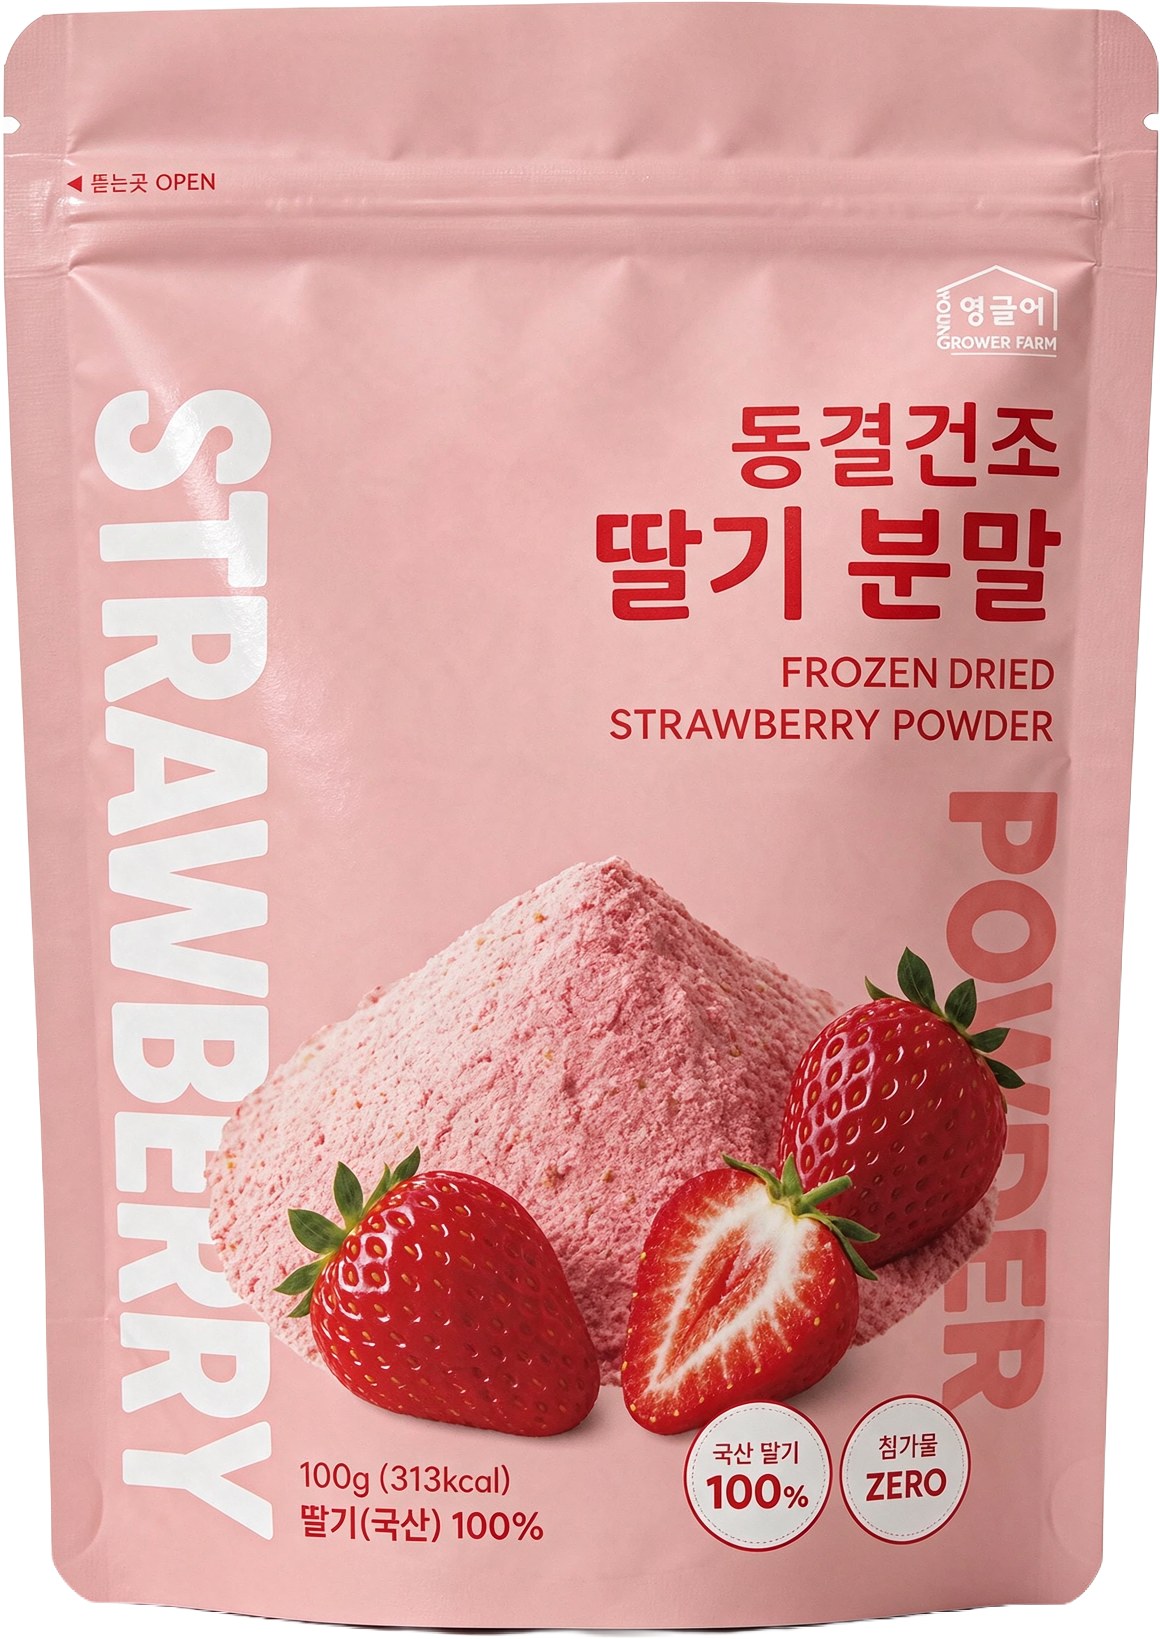 뜯는곳 OPEN
영글어
YOUNG
GROWER FARM
동결건조
딸기 분말
FROZEN DRIED
STRAWBERRY POWDER
STRAWBERRY
POWDER
100g (313kcal)
딸기(국산) 100%
국산 딸기
100%
첨가물
ZERO